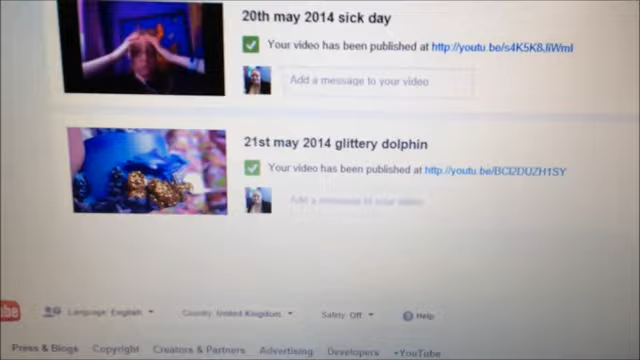 20th may 2014 sick day
Your video has been published at http://youtu.be/s4K5K8JiWmI
Add a message to your video
21st may 2014 glittery dolphin
Your video has been published at http://youtu.be/BCl2DUZH1SY
Add a message to your video
be Language: English Country: United Kingdom Safety: Off Help
Press & Blogs Copyright Creators & Partners Advertising Developers +YouTube